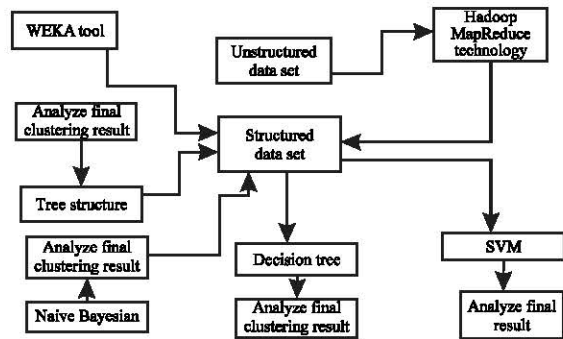 WEKA tool
Hadoop
MapReduce
technology
Unstructured
data set
Analyze final
clustering result
Structured
data set
Tree structure
Analyze final
clustering result
Decision tree
SVM
Naive Bayesian
Analyze final
clustering result
Analyze final
result